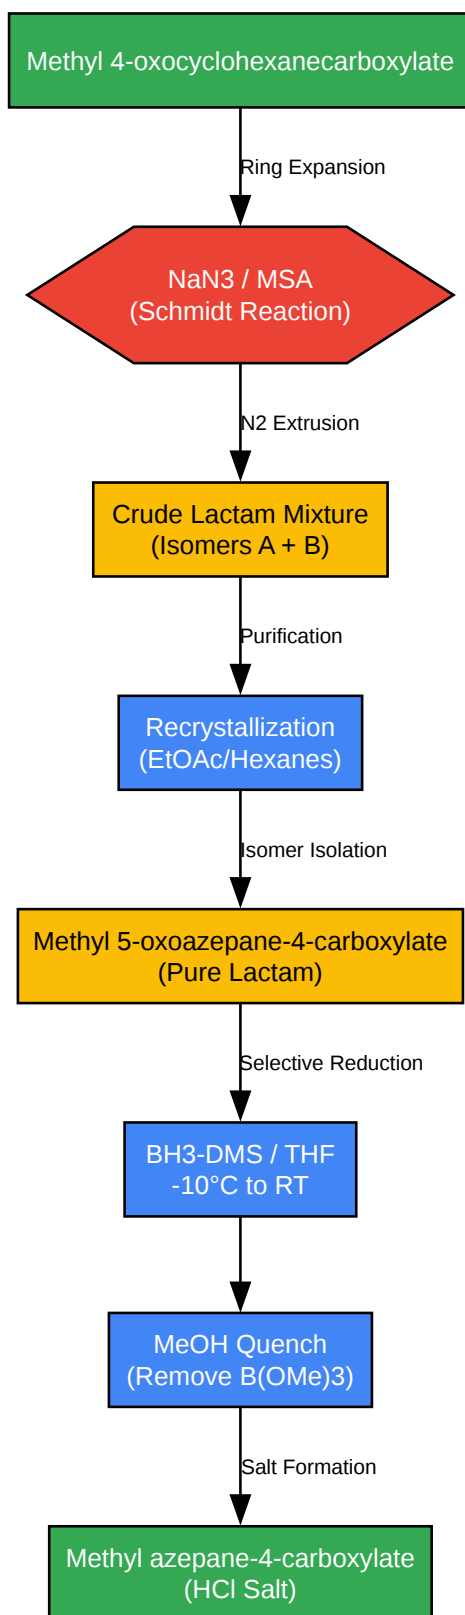 Methyl 4-oxocyclohexanecarboxylate
Ring Expansion
NaN3 / MSA
(Schmidt Reaction)
N2 Extrusion
Crude Lactam Mixture
(Isomers A + B)
Purification
Recrystallization
(EtOAc/Hexanes)
Isomer Isolation
Methyl 5-oxoazepane-4-carboxylate
(Pure Lactam)
Selective Reduction
BH3-DMS / THF
-10°C to RT
MeOH Quench
(Remove B(OMe)3)
Salt Formation
Methyl azepane-4-carboxylate
(HCl Salt)